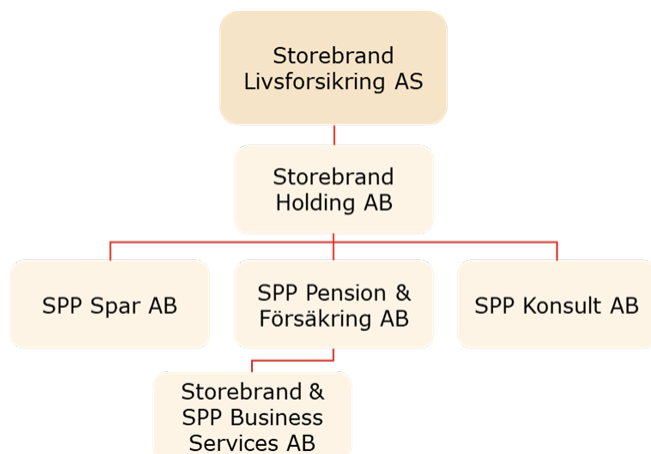 Storebrand
Livsforsikring AS
Storebrand
Holding AB
SPP Spar AB
SPP Pension &
Försäkring AB
SPP Konsult AB
Storebrand &
SPP Business
Services AB